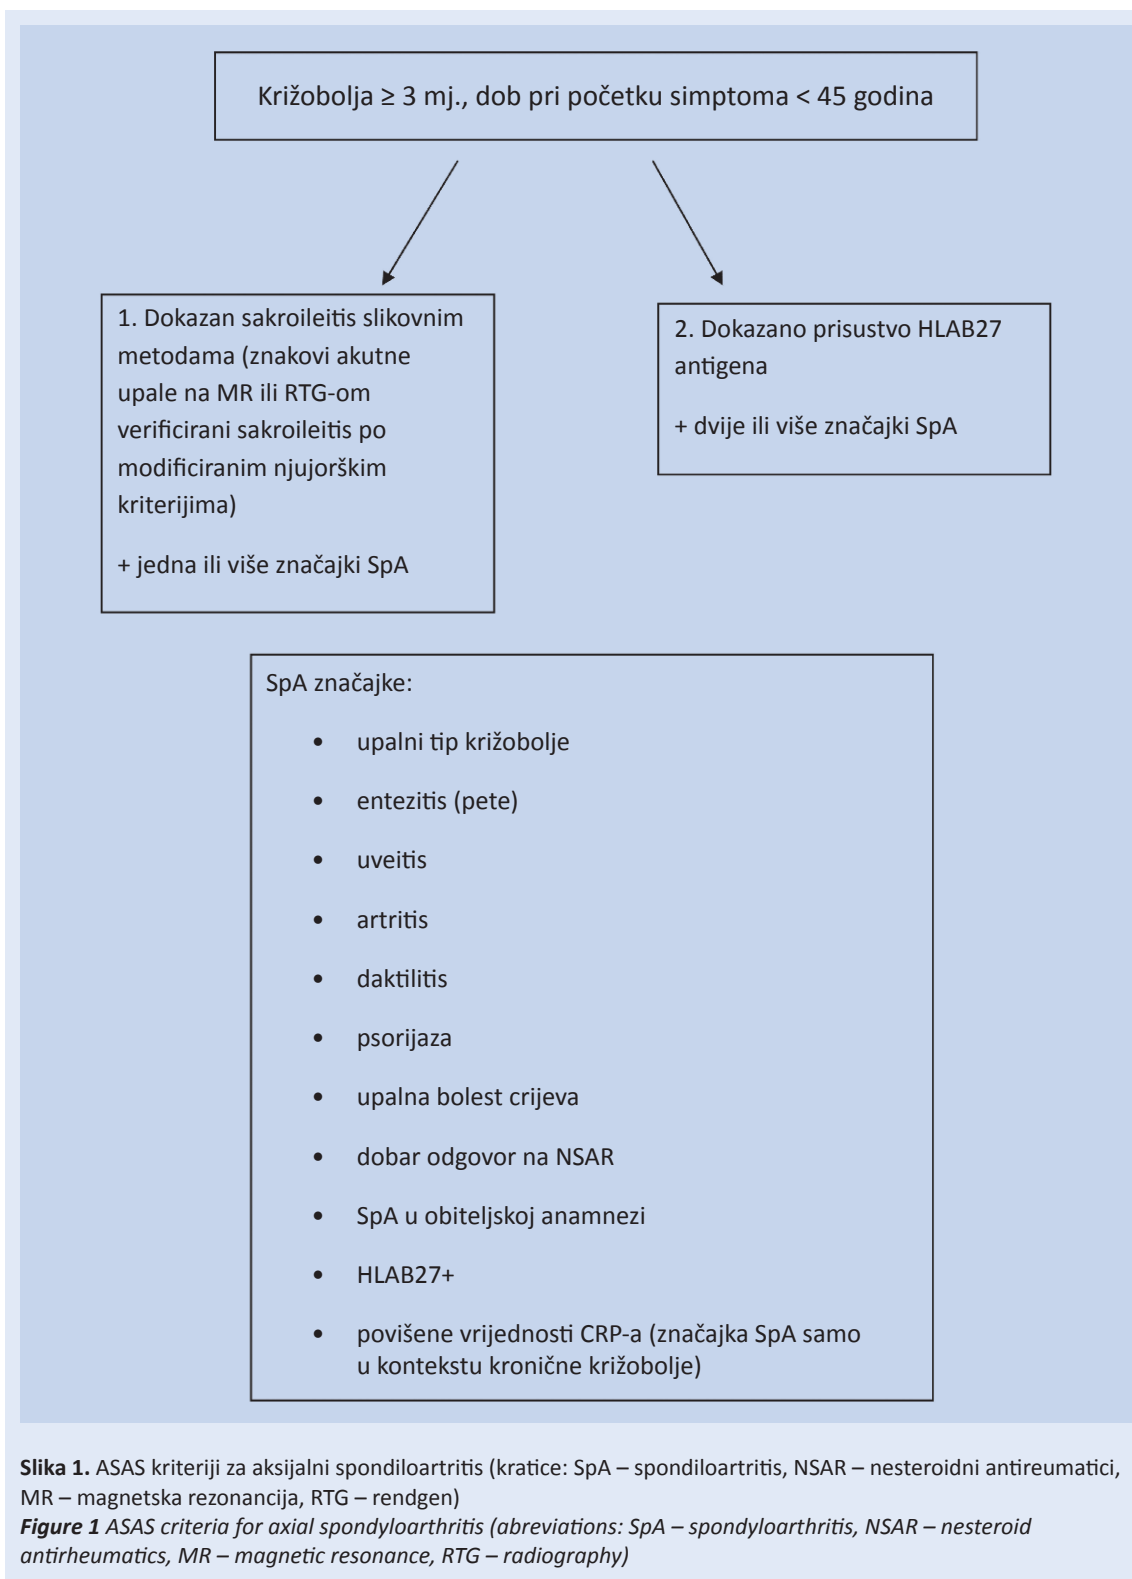 Križobolja ≥ 3 mj., dob pri početku simptoma < 45 godina
1. Dokazan sakroileitis slikovnim
metodama (znakovi akutne
upale na MR ili RTG-om
verificirani sakroileitis po
modificiranim njujorškim
kriterijima)
+ jedna ili više značajki SpA
2. Dokazano prisustvo HLAB27
antigena
+ dvije ili više značajki SpA
SpA značajke:
• upalni tip križobolje
• entezitis (pete)
• uveitis
• artritis
• daktilitis
• psorijaza
• upalna bolest crijeva
• dobar odgovor na NSAR
• SpA u obiteljskoj anamnezi
• HLAB27+
• povišene vrijednosti CRP-a (značajka SpA samo
u kontekstu kronične križobolje)
Slika 1. ASAS kriteriji za aksijalni spondiloartritis (kratice: SpA – spondiloartritis, NSAR – nesteroidni antireumatici,
MR – magnetska rezonancija, RTG – rendgen)
Figure 1 ASAS criteria for axial spondyloarthritis (abreviations: SpA – spondyloarthritis, NSAR – nesteroid
antirheumatics, MR – magnetic resonance, RTG – radiography)